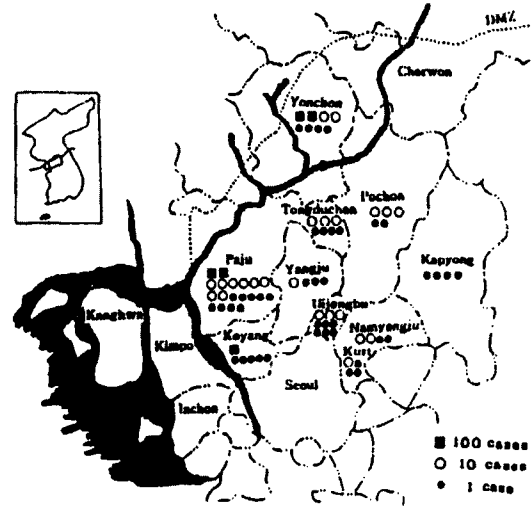 DMZ
Cherwon
Yonchon
Pochon
Tongduchon
Paju
Yangju
Kapyong
Uijongbu
Kanghwa
Namyangju
Kimpo
Koyang
Kuri
Seoul
Inchon
100 cases
10 cases
1 case